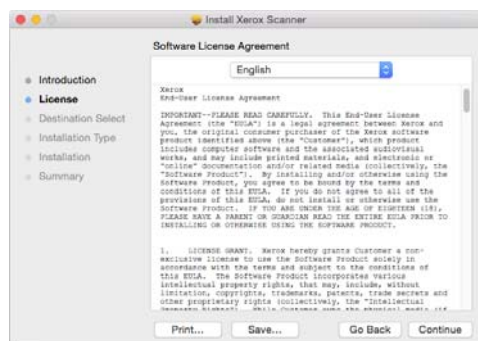 Install Xerox Scanner
Software License Agreement
Introduction
License
Destination Select
Installation Type
Installation
Summary
English
Xerox
End-User License Agreement
IMPORTANT--PLEASE READ CAREFULLY. This End-User License
Agreement (the "EULA") is a legal agreement between Xerox and
you, the original consumer purchaser of the Xerox software
product identified above (the "Customer"), which product
includes computer software and the associated audiovisual
works, and may include printed materials, and electronic or
"online" documentation and/or related media (collectively, the
"Software Product"). By installing and/or otherwise using the
Software Product, you agree to be bound by the terms and
conditions of this EULA. If you do not agree to all of the
provisions of this EULA, do not install or otherwise use the
Software Product. IF YOU ARE UNDER THE AGE OF EIGHTEEN (18),
PLEASE HAVE A PARENT OR GUARDIAN READ THE ENTIRE EULA PRIOR TO
INSTALLING OR OTHERWISE USING THE SOFTWARE PRODUCT.
1. LICENSE GRANT. Xerox hereby grants Customer a non-
exclusive license to use the Software Product solely in
accordance with the terms and subject to the conditions of
this EULA. The Software Product incorporates various
intellectual property rights, that may, include, without
limitation, copyrights, trademarks, patents, trade secrets and
other proprietary rights (collectively, the "Intellectual
Print...
Save...
Go Back
Continue